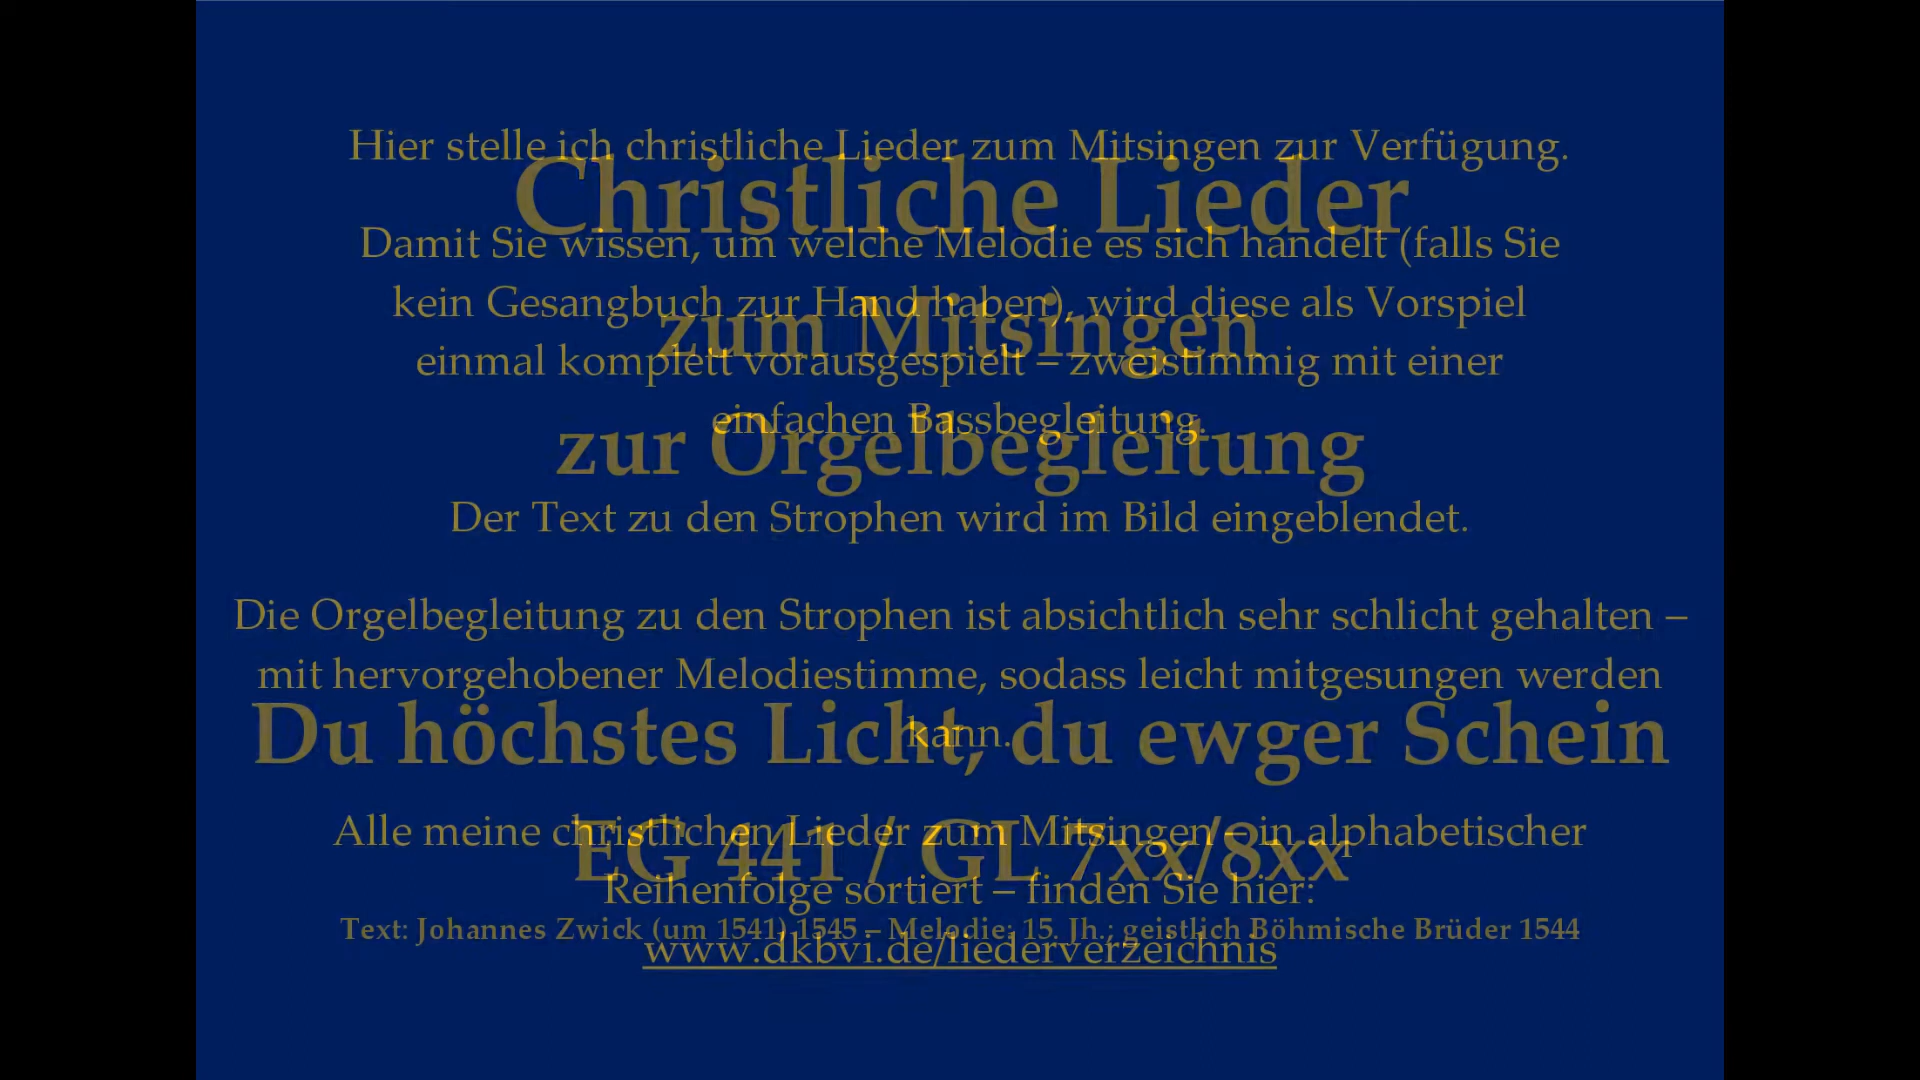 Hier stelle ich christliche Lieder zum Mitsingen zur Verfügung.
Christliche Lieder
Damit Sie wissen, um welche Melodie es sich handelt (falls Sie
kein Gesangbuch zur Hand haben), wird diese als Vorspiel
zum Mitsingen
einmal komplett vorausgespielt – zweistimmig mit einer
einfachen Bassbegleitung.
zur Orgelbegleitung
Der Text zu den Strophen wird im Bild eingeblendet.
Die Orgelbegleitung zu den Strophen ist absichtlich sehr schlicht gehalten –
mit hervorgehobener Melodiestimme, sodass leicht mitgesungen werden
kann.
Du höchstes Licht, du ewger Schein
Alle meine christlichen Lieder zum Mitsingen – in alphabetischer
EG 441 / GL 7xx/8xx
Reihenfolge sortiert – finden Sie hier:
Text: Johannes Zwick (um 1541) 1545 – Melodie: 15. Jh.; geistlich Böhmische Brüder 1544
www.dkbvi.de/liederverzeichnis